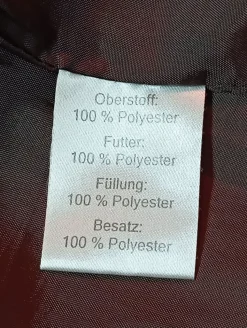 Oberstoff:
100 % Polyester
Futter:
100 % Polyester
Füllung:
100 % Polyester
Besatz:
100 % Polyester